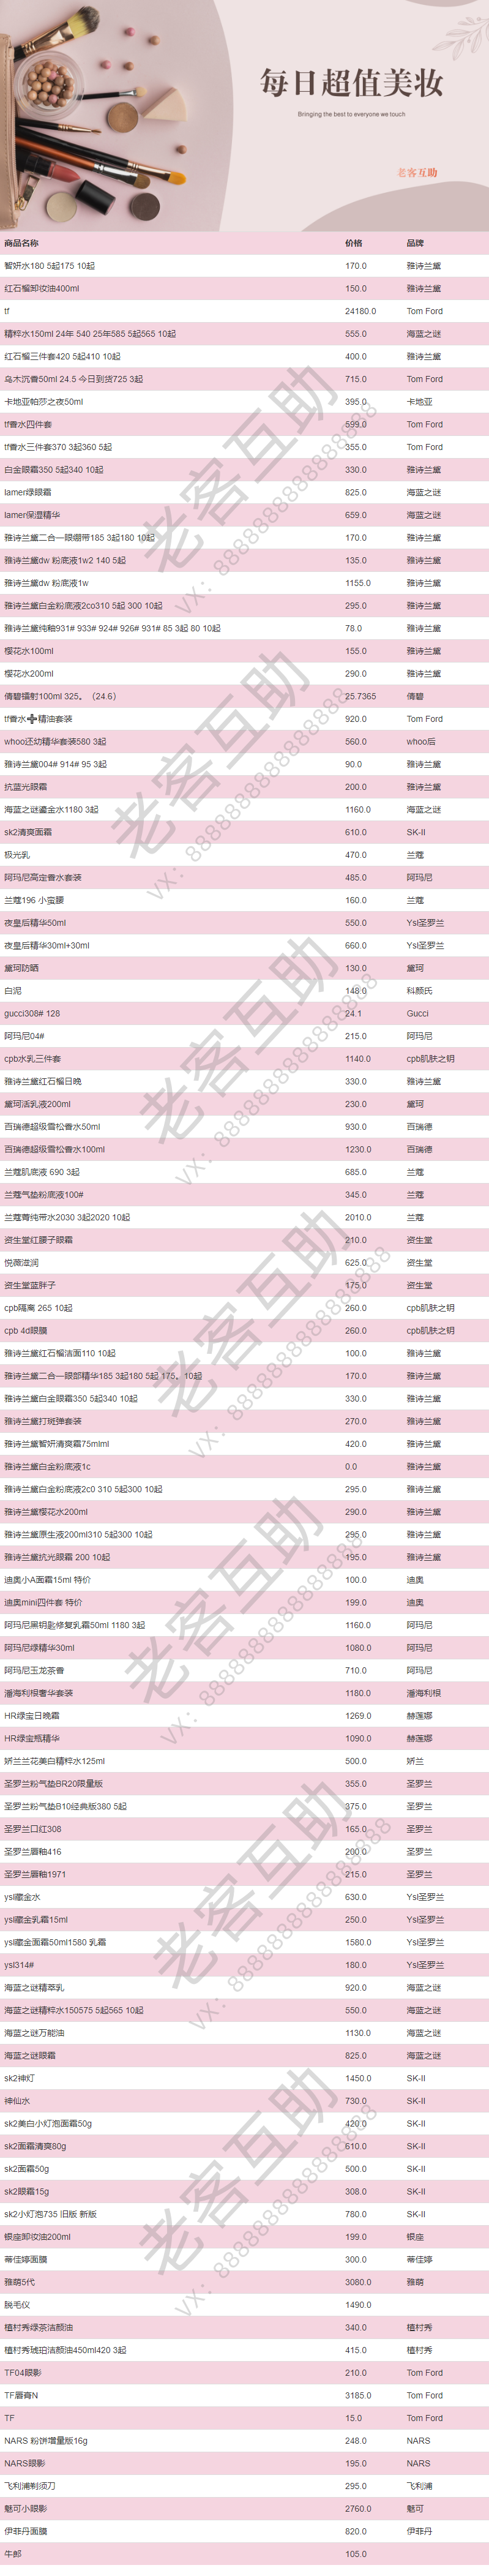 每日超值美妆
Bringing the best to everyone we touch
老客互助
商品名称 价格 品牌
智妍水180 5起175 10起 170.0 雅诗兰黛
红石榴卸妆油400ml 150.0 雅诗兰黛
tf 24180.0 Tom Ford
精粹水150ml 24年 540 25年585 5起565 10起 555.0 海蓝之谜
红石榴三件套420 5起410 10起 400.0 雅诗兰黛
乌木沉香50ml 24.5 今日到货725 3起 715.0 Tom Ford
卡地亚帕莎之夜50ml 395.0 卡地亚
tf香水四件套 599.0 Tom Ford
tf香水三件套370 3起360 5起 355.0 Tom Ford
白金眼霜350 5起340 10起 330.0 雅诗兰黛
lamer绿眼霜 825.0 海蓝之谜
lamer保湿精华 659.0 海蓝之谜
雅诗兰黛二合一眼绷带185 3起180 10起 170.0 雅诗兰黛
雅诗兰黛dw 粉底液1w2 140 5起 135.0 雅诗兰黛
雅诗兰黛dw 粉底液1w 1155.0 雅诗兰黛
雅诗兰黛白金粉底液2co310 5起 300 10起 295.0 雅诗兰黛
雅诗兰黛纯釉931# 933# 924# 926# 931# 85 3起 80 10起 78.0 雅诗兰黛
樱花水100ml 155.0 雅诗兰黛
樱花水200ml 290.0 雅诗兰黛
倩碧镭射100ml 325。（24.6） 25.7365 倩碧
tf香水➕精油套装 920.0 Tom Ford
whoo还幼精华套装580 3起 560.0 whoo后
雅诗兰黛004# 914# 95 3起 90.0 雅诗兰黛
抗蓝光眼霜 200.0 雅诗兰黛
海蓝之谜鎏金水1180 3起 1160.0 海蓝之谜
sk2清爽面霜 610.0 SK-II
极光乳 470.0 兰蔻
阿玛尼高定香水套装 485.0 阿玛尼
兰蔻196 小蛮腰 160.0 兰蔻
夜皇后精华50ml 550.0 Ysl圣罗兰
夜皇后精华30ml+30ml 660.0 Ysl圣罗兰
黛珂防晒 130.0 黛珂
白泥 148.0 科颜氏
gucci308# 128 24.1 Gucci
阿玛尼04# 215.0 阿玛尼
cpb水乳三件套 1140.0 cpb肌肤之钥
雅诗兰黛红石榴日晚 330.0 雅诗兰黛
黛珂活乳液200ml 230.0 黛珂
百瑞德超级雪松香水50ml 930.0 百瑞德
百瑞德超级雪松香水100ml 1230.0 百瑞德
兰蔻肌底液 690 3起 685.0 兰蔻
兰蔻气垫粉底液100# 345.0 兰蔻
兰蔻菁纯带水2030 3起2020 10起 2010.0 兰蔻
资生堂红腰子眼霜 210.0 资生堂
悦薇滋润 625.0 资生堂
资生堂蓝胖子 175.0 资生堂
cpb隔离 265 10起 260.0 cpb肌肤之钥
cpb 4d眼膜 260.0 cpb肌肤之钥
雅诗兰黛红石榴洁面110 10起 100.0 雅诗兰黛
雅诗兰黛二合一眼部精华185 3起180 5起 175。10起 170.0 雅诗兰黛
雅诗兰黛白金眼霜350 5起340 10起 330.0 雅诗兰黛
雅诗兰黛打斑弹套装 270.0 雅诗兰黛
雅诗兰黛智妍清爽霜75mlml 420.0 雅诗兰黛
雅诗兰黛白金粉底液1c 0.0 雅诗兰黛
雅诗兰黛白金粉底液2c0 310 5起300 10起 295.0 雅诗兰黛
雅诗兰黛樱花水200ml 290.0 雅诗兰黛
雅诗兰黛原生液200ml310 5起300 10起 295.0 雅诗兰黛
雅诗兰黛抗光眼霜 200 10起 195.0 雅诗兰黛
迪奥小A面霜15ml 特价 100.0 迪奥
迪奥mini四件套 特价 199.0 迪奥
阿玛尼黑钥匙修复乳霜50ml 1180 3起 1160.0 阿玛尼
阿玛尼绿精华30ml 1080.0 阿玛尼
阿玛尼玉龙茶香 710.0 阿玛尼
潘海利根奢华套装 1180.0 潘海利根
HR绿宝日晚霜 1269.0 赫莲娜
HR绿宝瓶精华 1090.0 赫莲娜
娇兰兰花美白精粹水125ml 500.0 娇兰
圣罗兰粉气垫BR20限量版 355.0 圣罗兰
圣罗兰粉气垫B10经典版380 5起 375.0 圣罗兰
圣罗兰口红308 165.0 圣罗兰
圣罗兰唇釉416 200.0 圣罗兰
圣罗兰唇釉1971 215.0 圣罗兰
ysl鎏金水 630.0 Ysl圣罗兰
ysl鎏金乳霜15ml 250.0 Ysl圣罗兰
ysl鎏金面霜50ml1580 乳霜 1580.0 Ysl圣罗兰
ysl314# 180.0 Ysl圣罗兰
海蓝之谜精萃乳 920.0 海蓝之谜
海蓝之谜精粹水150575 5起565 10起 550.0 海蓝之谜
海蓝之谜万能油 1130.0 海蓝之谜
海蓝之谜眼霜 825.0 海蓝之谜
sk2神灯 1450.0 SK-II
神仙水 730.0 SK-II
sk2美白小灯泡面霜50g 420.0 SK-II
sk2面霜清爽80g 610.0 SK-II
sk2面霜50g 500.0 SK-II
sk2眼霜15g 308.0 SK-II
sk2小灯泡735 旧版 新版 780.0 SK-II
银座卸妆油200ml 199.0 银座
蒂佳婷面膜 300.0 蒂佳婷
雅萌5代 3080.0 雅萌
脱毛仪 1490.0
植村秀绿茶洁颜油 340.0 植村秀
植村秀琥珀洁颜油450ml420 3起 415.0 植村秀
TF04眼影 210.0 Tom Ford
TF唇膏N 3185.0 Tom Ford
TF 15.0 Tom Ford
NARS 粉饼增量版16g 248.0 NARS
NARS眼影 195.0 NARS
飞利浦剃须刀 295.0 飞利浦
魅可小眼影 2760.0 魅可
伊菲丹面膜 820.0 伊菲丹
牛郎 105.0